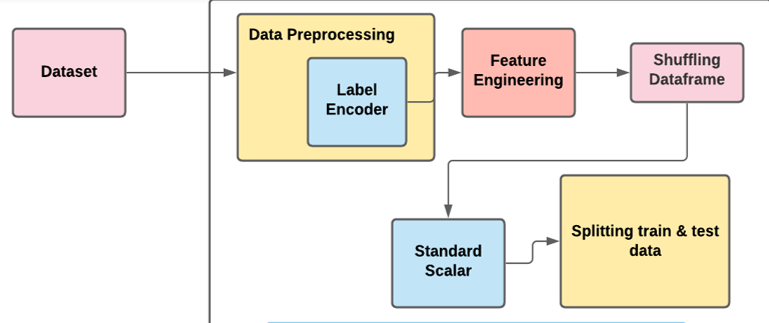 Dataset
Data Preprocessing
Label
Encoder
Feature
Engineering
Shuffling
Dataframe
Standard
Scalar
Splitting train & test
data